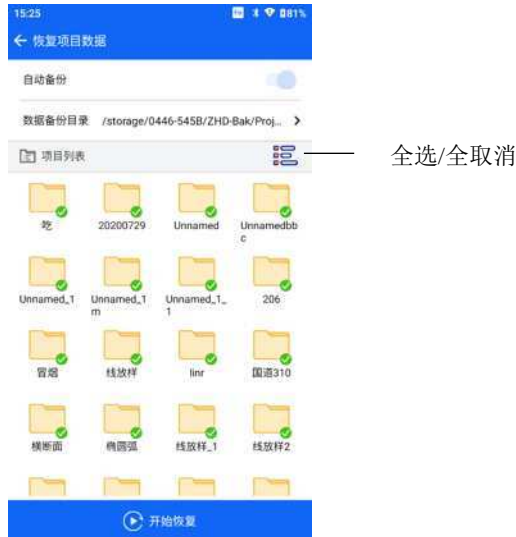 15:25
81%
恢复项目数据
自动备份
数据备份目录 /storage/0446-545B/ZHD-Bak/Proj...
项目列表
全选/全取消
吃 20200729 Unnamed Unnamedbb
c
Unnamed_1 Unnamed_1 Unnamed_1_ 206
m 1
冒烟 线放样 linr 国道310
横断面 椭圆弧 线放样_1 线放样2
开始恢复